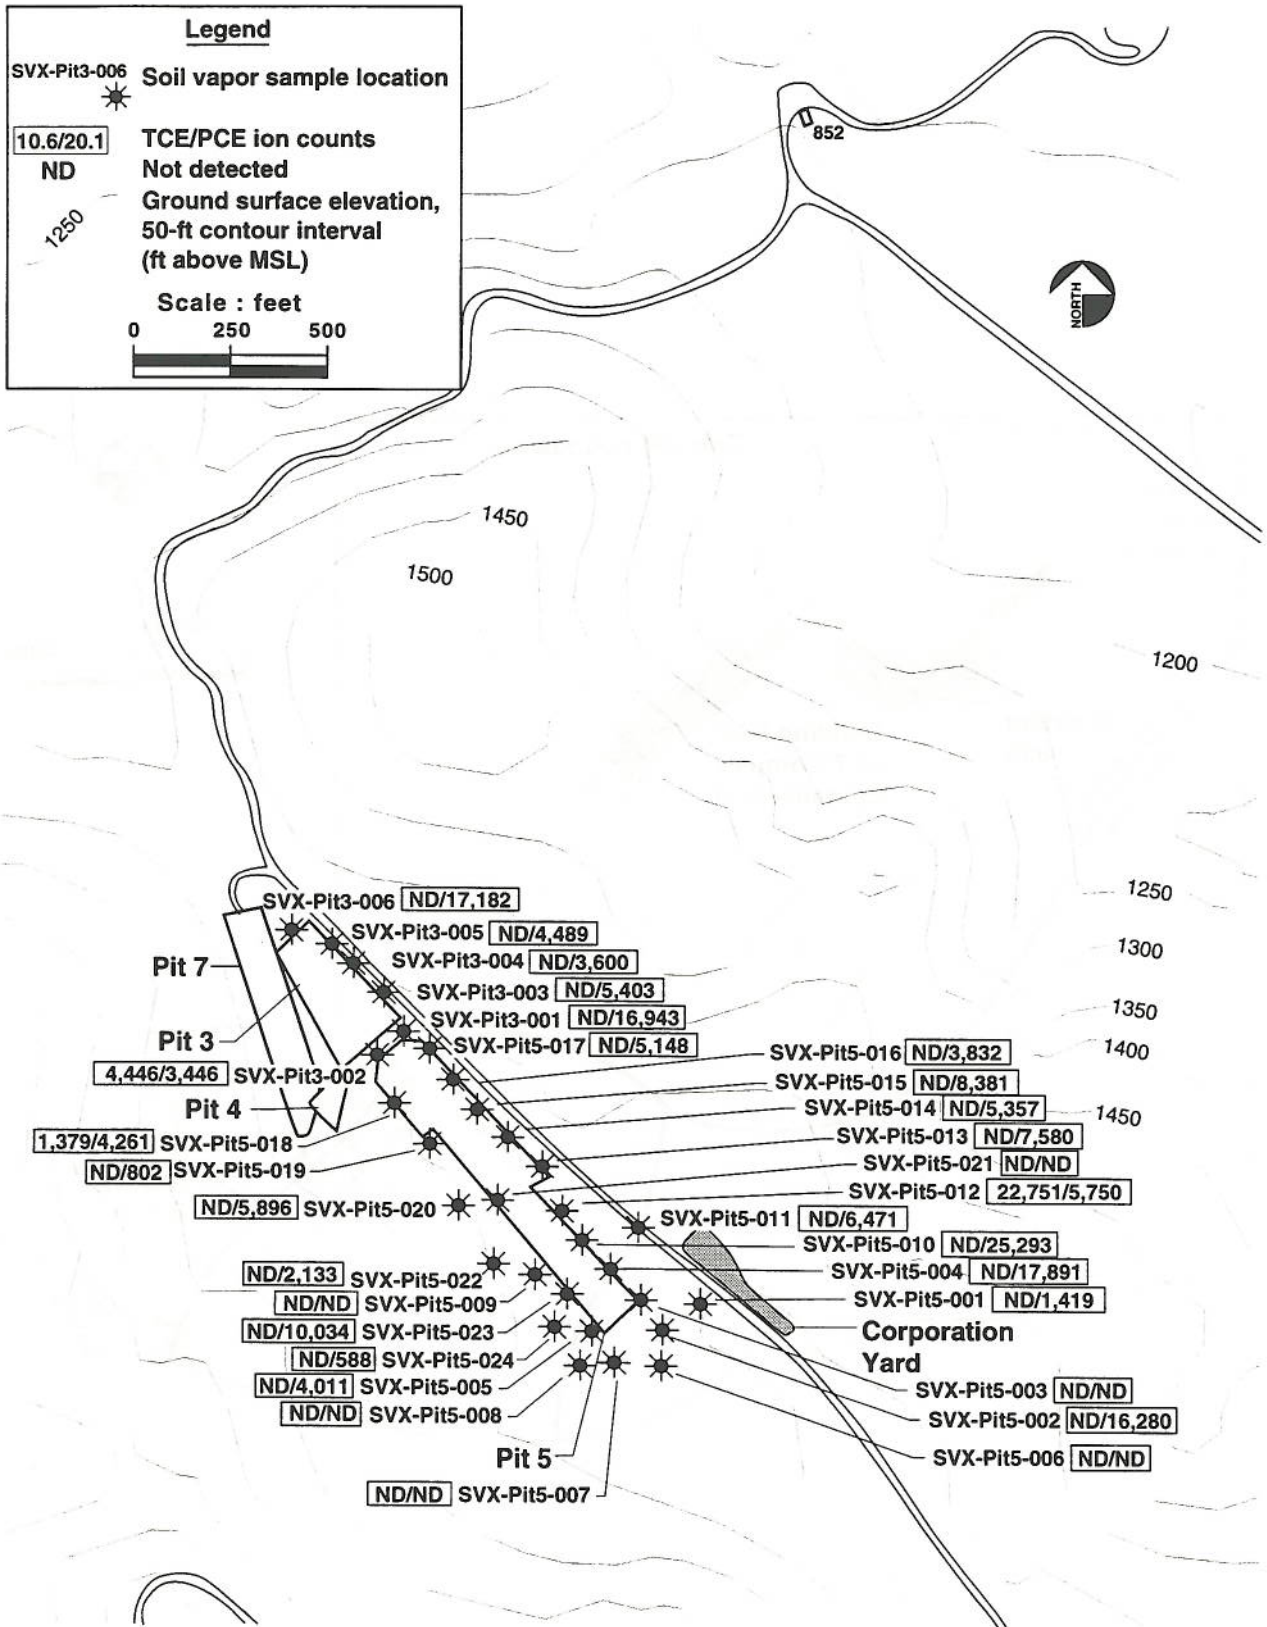 Legend
SVX-Pit3-006 Soil vapor sample location
10.6/20.1 TCE/PCE ion counts
ND Not detected
1250 Ground surface elevation,
50-ft contour interval
(ft above MSL)
Scale : feet
0 250 500
852
NORTH
1450
1500
1200
1250
1300
1350
1400
1450
SVX-Pit3-006 ND/17,182
SVX-Pit3-005 ND/4,489
SVX-Pit3-004 ND/3,600
SVX-Pit3-003 ND/5,403
SVX-Pit3-001 ND/16,943
SVX-Pit5-017 ND/5,148
SVX-Pit5-016 ND/3,832
SVX-Pit5-015 ND/8,381
SVX-Pit5-014 ND/5,357
SVX-Pit5-013 ND/7,580
SVX-Pit5-021 ND/ND
SVX-Pit5-012 22,751/5,750
SVX-Pit5-011 ND/6,471
SVX-Pit5-010 ND/25,293
SVX-Pit5-004 ND/17,891
SVX-Pit5-001 ND/1,419
Corporation
Yard
SVX-Pit5-003 ND/ND
SVX-Pit5-002 ND/16,280
SVX-Pit5-006 ND/ND
Pit 7
Pit 3
4,446/3,446 SVX-Pit3-002
Pit 4
1,379/4,261 SVX-Pit5-018
ND/802 SVX-Pit5-019
ND/5,896 SVX-Pit5-020
ND/2,133 SVX-Pit5-022
ND/ND SVX-Pit5-009
ND/10,034 SVX-Pit5-023
ND/588 SVX-Pit5-024
ND/4,011 SVX-Pit5-005
ND/ND SVX-Pit5-008
Pit 5
ND/ND SVX-Pit5-007